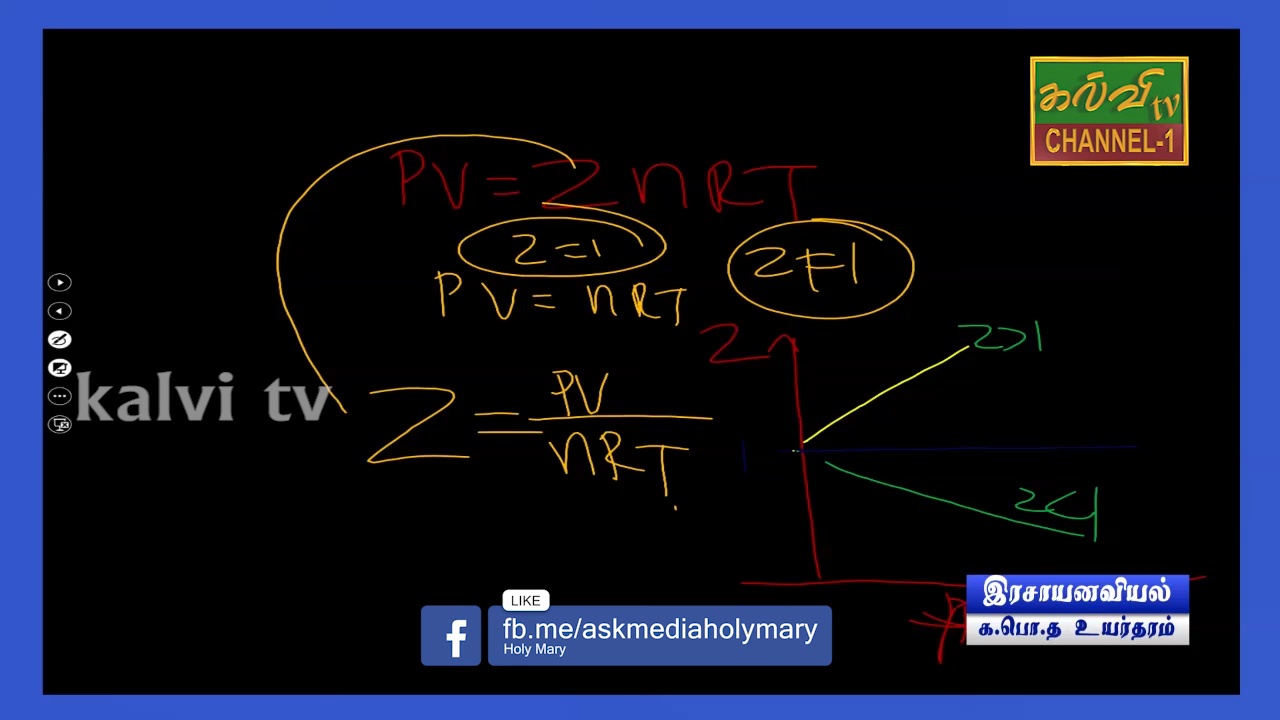 கல்வி tv
CHANNEL-1
PV = Z n R T
Z = 1
Z ≠ 1
PV = nRT
Z
Z > 1
kalvi tv
Z = PV / nRT
1
Z < 1
P
இரசாயனவியல்
க.பொ.த உயர்தரம்
LIKE
f fb.me/askmediaholymary
Holy Mary